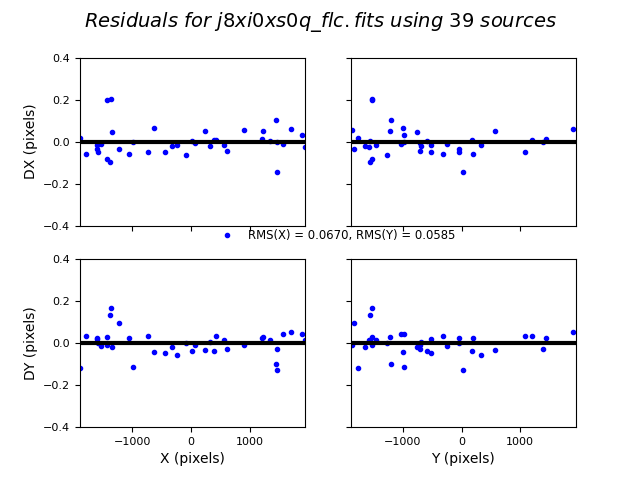 Residuals for j8xi0xs0q_flc.fits using 39 sources
0.4
0.2
0.0
−0.2
−0.4
DX (pixels)
RMS(X) = 0.0670, RMS(Y) = 0.0585
0.4
0.2
0.0
−0.2
−0.4
DY (pixels)
−1000 0 1000
−1000 0 1000
X (pixels)
Y (pixels)